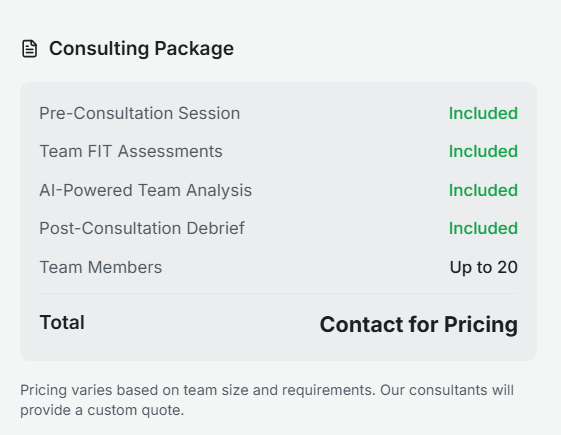 Consulting Package
Pre-Consultation Session Included
Team FIT Assessments Included
AI-Powered Team Analysis Included
Post-Consultation Debrief Included
Team Members Up to 20
Total Contact for Pricing
Pricing varies based on team size and requirements. Our consultants will
provide a custom quote.